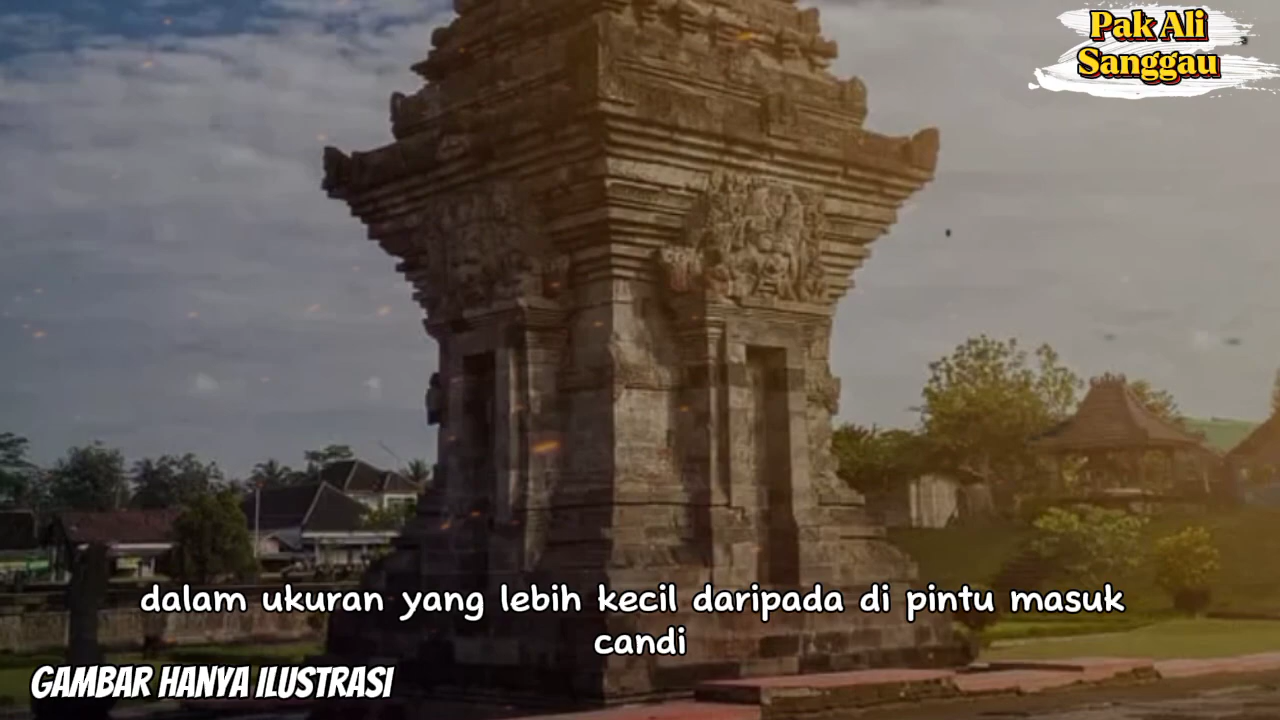 Pak Ali
Sanggau
dalam ukuran yang lebih kecil daripada di pintu masuk
candi
GAMBAR HANYA ILUSTRASI